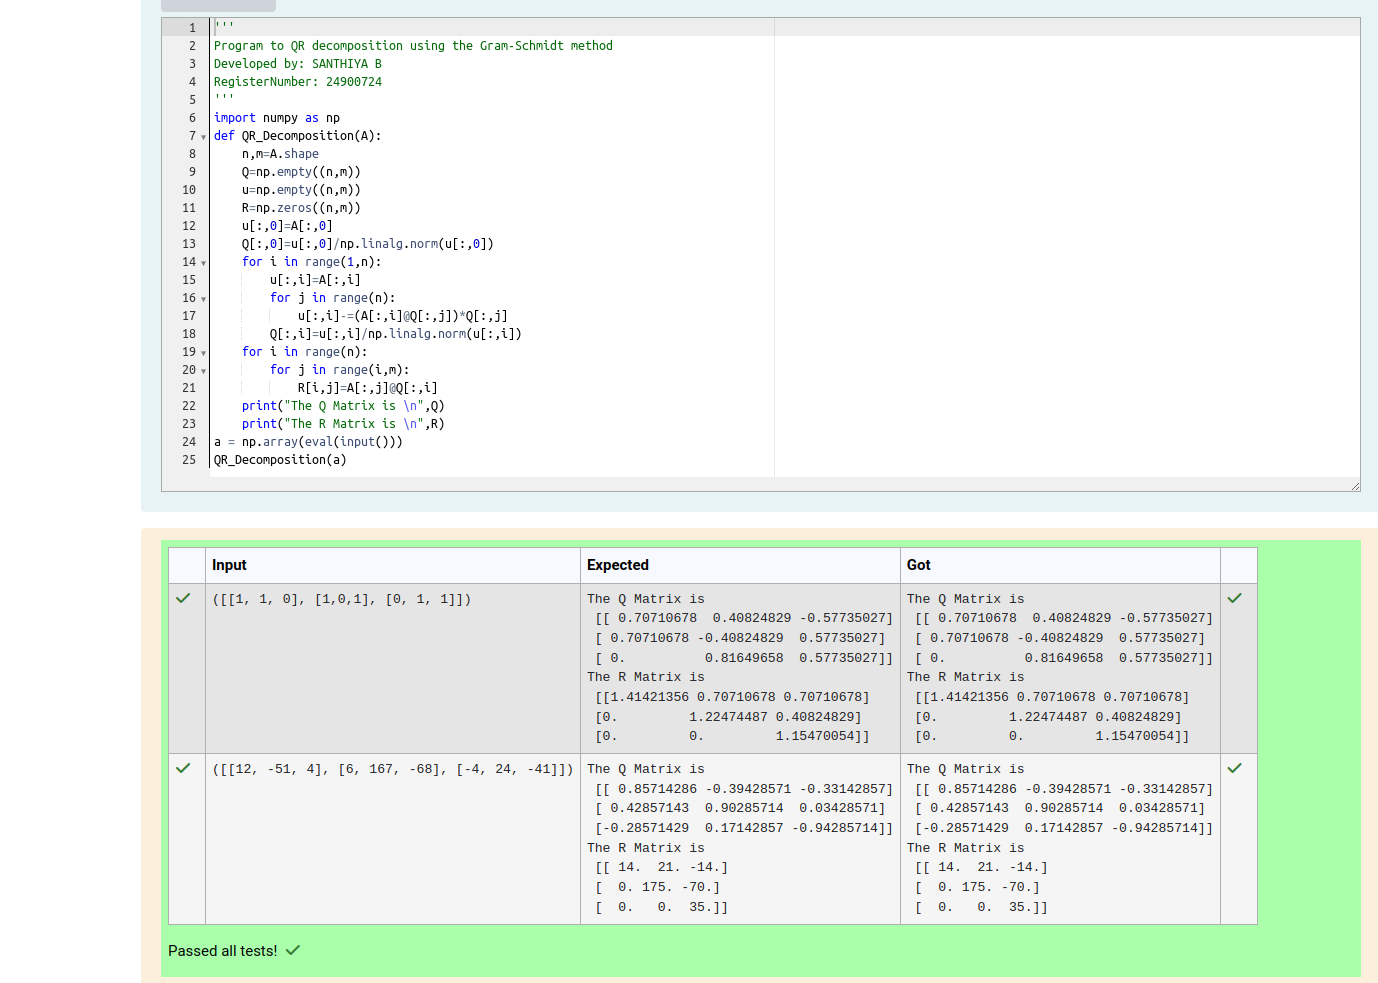 1 '''
2 Program to QR decomposition using the Gram-Schmidt method
3 Developed by: SANTHIYA B
4 RegisterNumber: 24900724
5 '''
6 import numpy as np
7 def QR_Decomposition(A):
8     n,m=A.shape
9     Q=np.empty((n,m))
10     u=np.empty((n,m))
11     R=np.zeros((n,m))
12     u[:,0]=A[:,0]
13     Q[:,0]=u[:,0]/np.linalg.norm(u[:,0])
14     for i in range(1,n):
15         u[:,i]=A[:,i]
16         for j in range(n):
17             u[:,i]-=(A[:,i]@Q[:,j])*Q[:,j]
18         Q[:,i]=u[:,i]/np.linalg.norm(u[:,i])
19     for i in range(n):
20         for j in range(i,m):
21             R[i,j]=A[:,j]@Q[:,i]
22     print("The Q Matrix is \n",Q)
23     print("The R Matrix is \n",R)
24 a = np.array(eval(input()))
25 QR_Decomposition(a)
Input Expected Got
([[1, 1, 0], [1,0,1], [0, 1, 1]])
The Q Matrix is
[[ 0.70710678  0.40824829 -0.57735027]
[ 0.70710678 -0.40824829  0.57735027]
[ 0.          0.81649658  0.57735027]]
The R Matrix is
[[1.41421356 0.70710678 0.70710678]
[0.         1.22474487 0.40824829]
[0.         0.         1.15470054]]
The Q Matrix is
[[ 0.70710678  0.40824829 -0.57735027]
[ 0.70710678 -0.40824829  0.57735027]
[ 0.          0.81649658  0.57735027]]
The R Matrix is
[[1.41421356 0.70710678 0.70710678]
[0.         1.22474487 0.40824829]
[0.         0.         1.15470054]]
([[12, -51, 4], [6, 167, -68], [-4, 24, -41]])
The Q Matrix is
[[ 0.85714286 -0.39428571 -0.33142857]
[ 0.42857143  0.90285714  0.03428571]
[-0.28571429  0.17142857 -0.94285714]]
The R Matrix is
[[ 14.  21. -14.]
[  0. 175. -70.]
[  0.   0.  35.]]
The Q Matrix is
[[ 0.85714286 -0.39428571 -0.33142857]
[ 0.42857143  0.90285714  0.03428571]
[-0.28571429  0.17142857 -0.94285714]]
The R Matrix is
[[ 14.  21. -14.]
[  0. 175. -70.]
[  0.   0.  35.]]
Passed all tests!